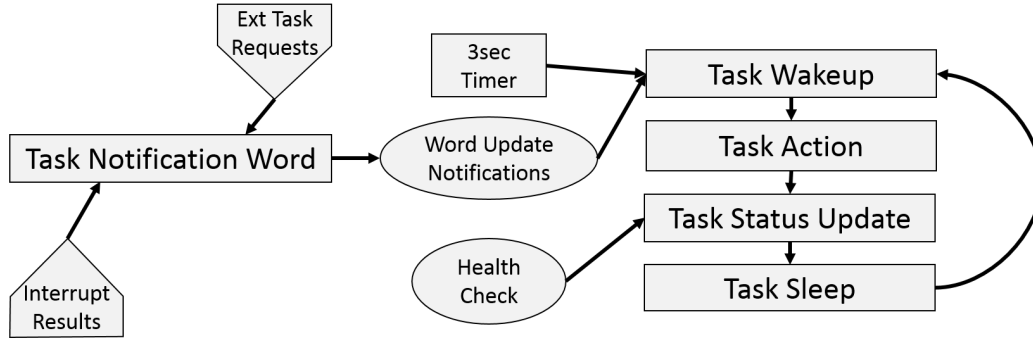 Ext Task
Requests
3sec
Timer
Task Wakeup
Task Notification Word
Word Update
Notifications
Task Action
Task Status Update
Interrupt
Results
Health
Check
Task Sleep